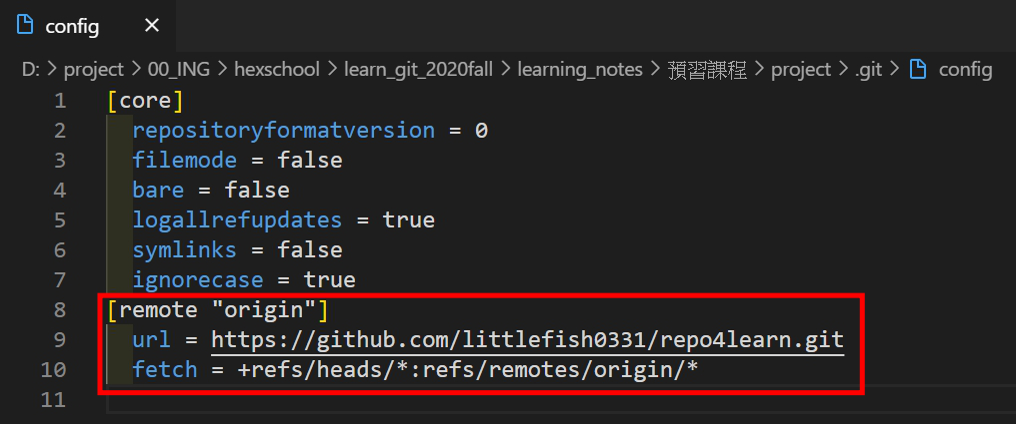 config ×
D: > project > 00_ING > hexschool > learn_git_2020fall > learning_notes > 預習課程 > project > .git > config
1 [core]
2 repositoryformatversion = 0
3 filemode = false
4 bare = false
5 logallrefupdates = true
6 symlinks = false
7 ignorecase = true
8 [remote "origin"]
9 url = https://github.com/littlefish0331/repo4learn.git
10 fetch = +refs/heads/*:refs/remotes/origin/*
11